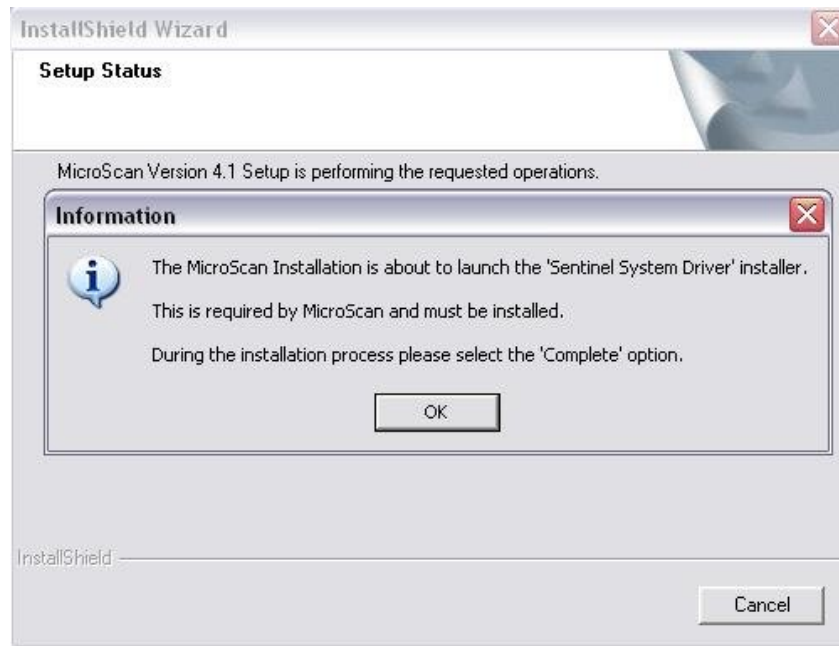 InstallShield Wizard
Setup Status
MicroScan Version 4.1 Setup is performing the requested operations.
Information
The MicroScan Installation is about to launch the 'Sentinel System Driver' installer.
This is required by MicroScan and must be installed.
During the installation process please select the 'Complete' option.
OK
InstallShield
Cancel